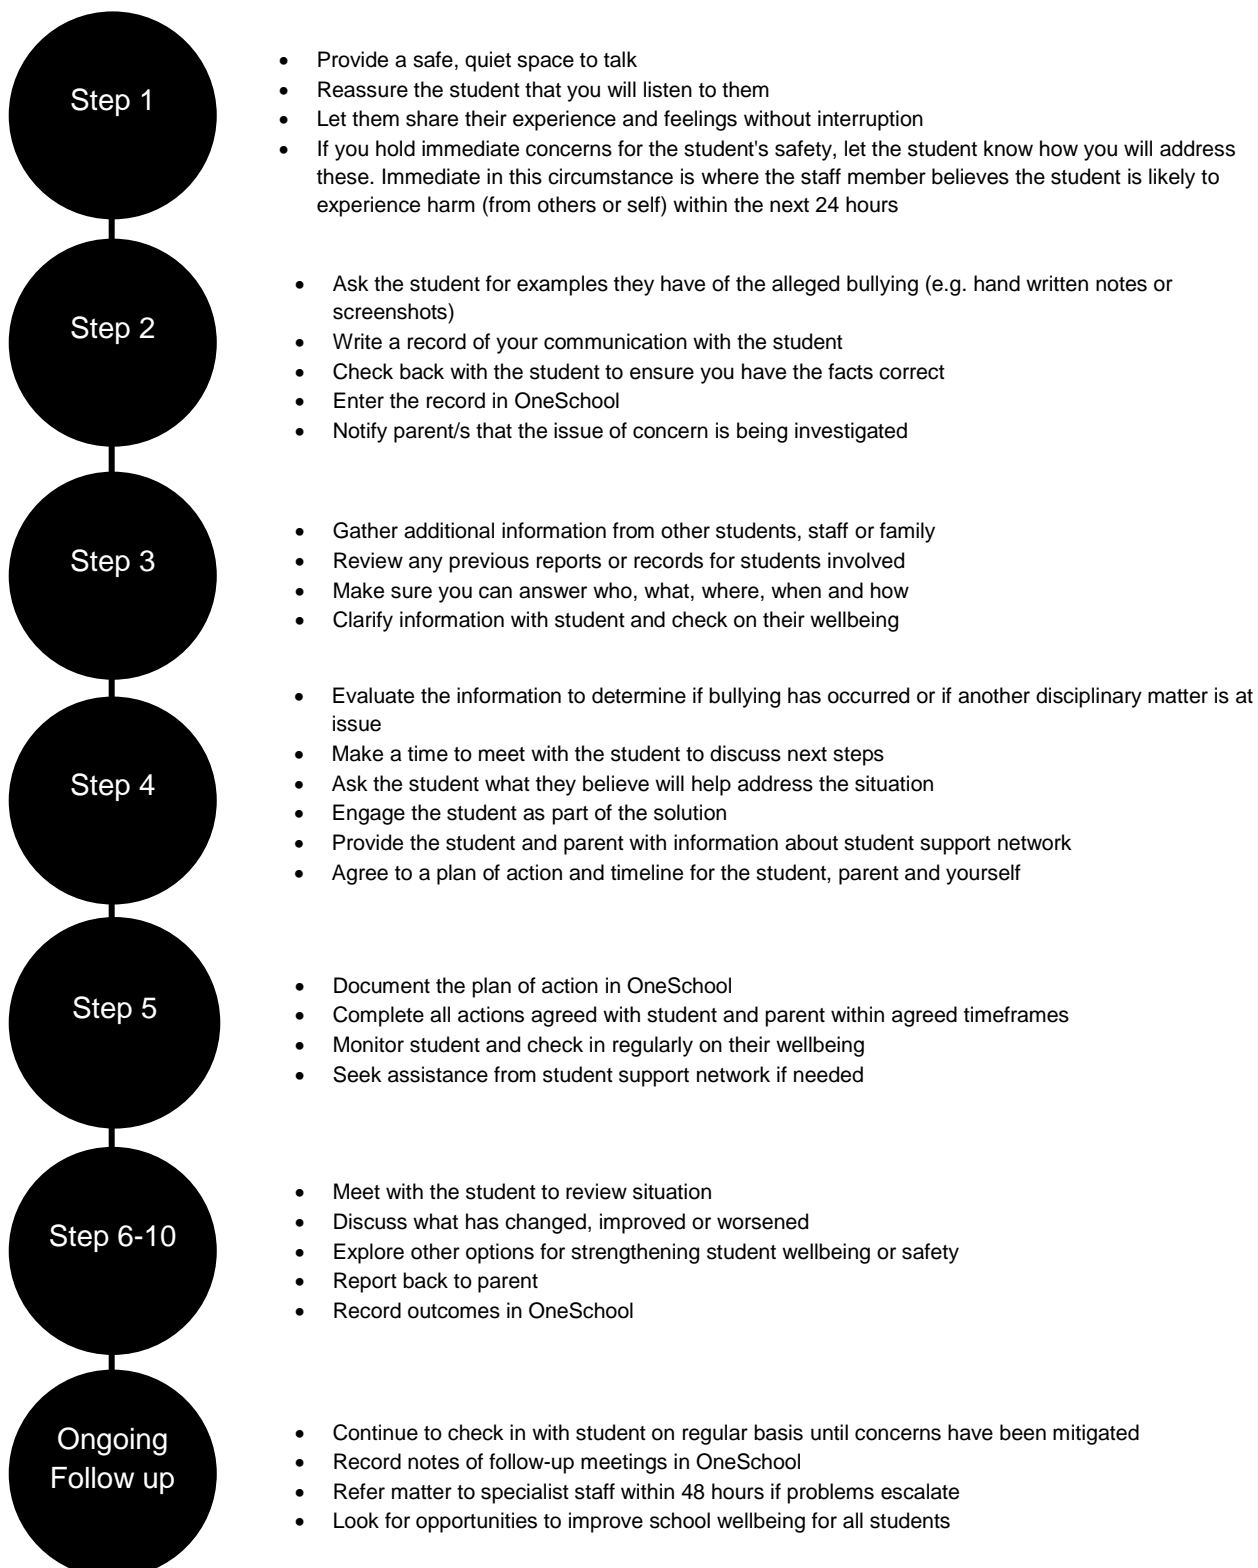 Step 1
• Provide a safe, quiet space to talk
• Reassure the student that you will listen to them
• Let them share their experience and feelings without interruption
• If you hold immediate concerns for the student's safety, let the student know how you will address
these. Immediate in this circumstance is where the staff member believes the student is likely to
experience harm (from others or self) within the next 24 hours
Step 2
• Ask the student for examples they have of the alleged bullying (e.g. hand written notes or
screenshots)
• Write a record of your communication with the student
• Check back with the student to ensure you have the facts correct
• Enter the record in OneSchool
• Notify parent/s that the issue of concern is being investigated
Step 3
• Gather additional information from other students, staff or family
• Review any previous reports or records for students involved
• Make sure you can answer who, what, where, when and how
• Clarify information with student and check on their wellbeing
Step 4
• Evaluate the information to determine if bullying has occurred or if another disciplinary matter is at
issue
• Make a time to meet with the student to discuss next steps
• Ask the student what they believe will help address the situation
• Engage the student as part of the solution
• Provide the student and parent with information about student support network
• Agree to a plan of action and timeline for the student, parent and yourself
Step 5
• Document the plan of action in OneSchool
• Complete all actions agreed with student and parent within agreed timeframes
• Monitor student and check in regularly on their wellbeing
• Seek assistance from student support network if needed
Step 6-10
• Meet with the student to review situation
• Discuss what has changed, improved or worsened
• Explore other options for strengthening student wellbeing or safety
• Report back to parent
• Record outcomes in OneSchool
Ongoing
Follow up
• Continue to check in with student on regular basis until concerns have been mitigated
• Record notes of follow-up meetings in OneSchool
• Refer matter to specialist staff within 48 hours if problems escalate
• Look for opportunities to improve school wellbeing for all students